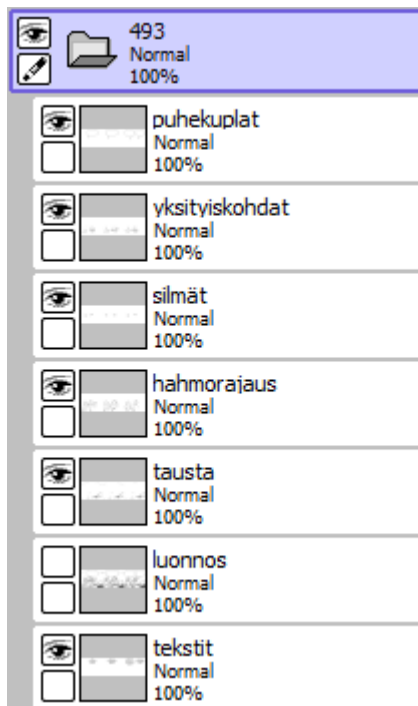 493
Normal
100%
puhekuplat
Normal
100%
yksityiskohdat
Normal
100%
silmät
Normal
100%
hahmorajaus
Normal
100%
tausta
Normal
100%
luonnos
Normal
100%
tekstit
Normal
100%